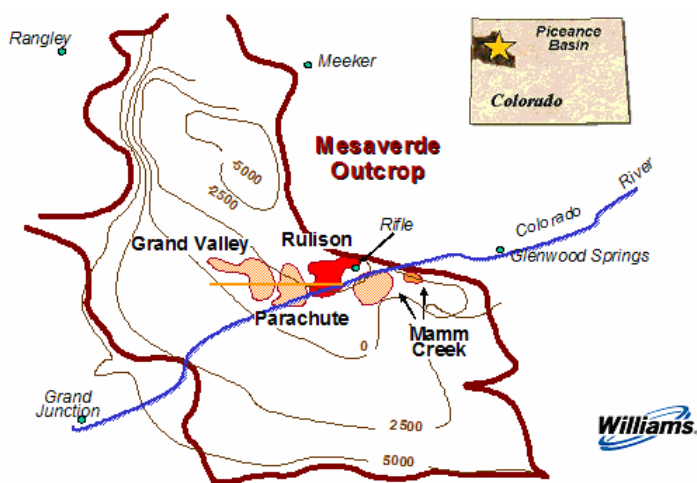 Rangley
Meeker
Piceance
Basin
Colorado
Mesaverde
Outcrop
-5000
-2500
River
Colorado
Grand Valley
Rulison
Rifle
Glenwood Springs
Parachute
Mamm
Creek
0
Grand
Junction
2500
5000
Williams